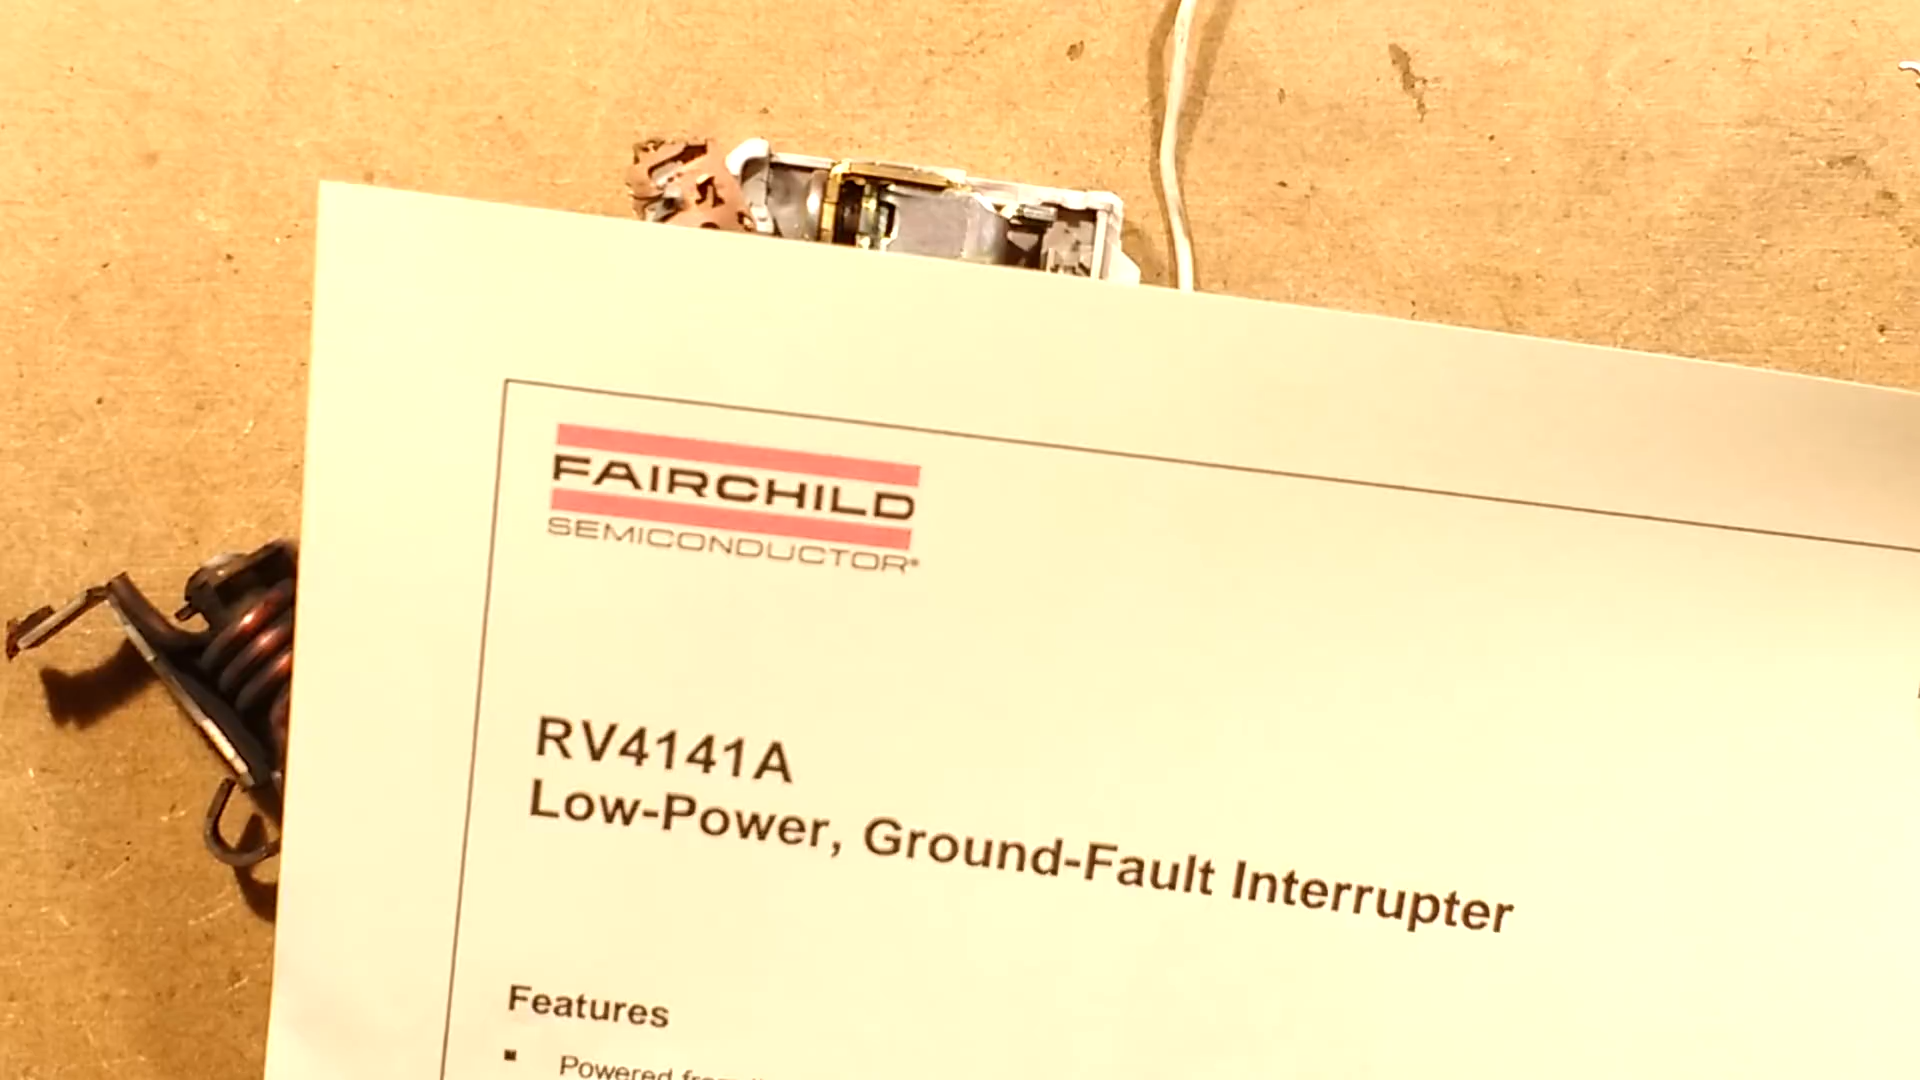 FAIRCHILD
SEMICONDUCTOR®
RV4141A
Low-Power, Ground-Fault Interrupter
Features
▪ Powered